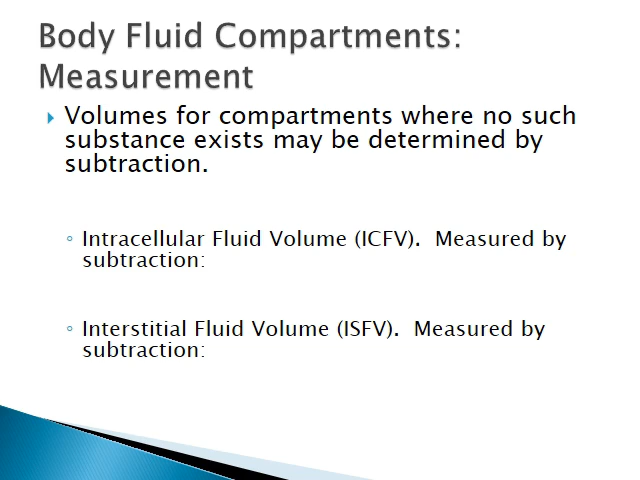 Body Fluid Compartments:
Measurement
Volumes for compartments where no such
substance exists may be determined by
subtraction.
Intracellular Fluid Volume (ICFV).  Measured by
subtraction:
Interstitial Fluid Volume (ISFV).  Measured by
subtraction: